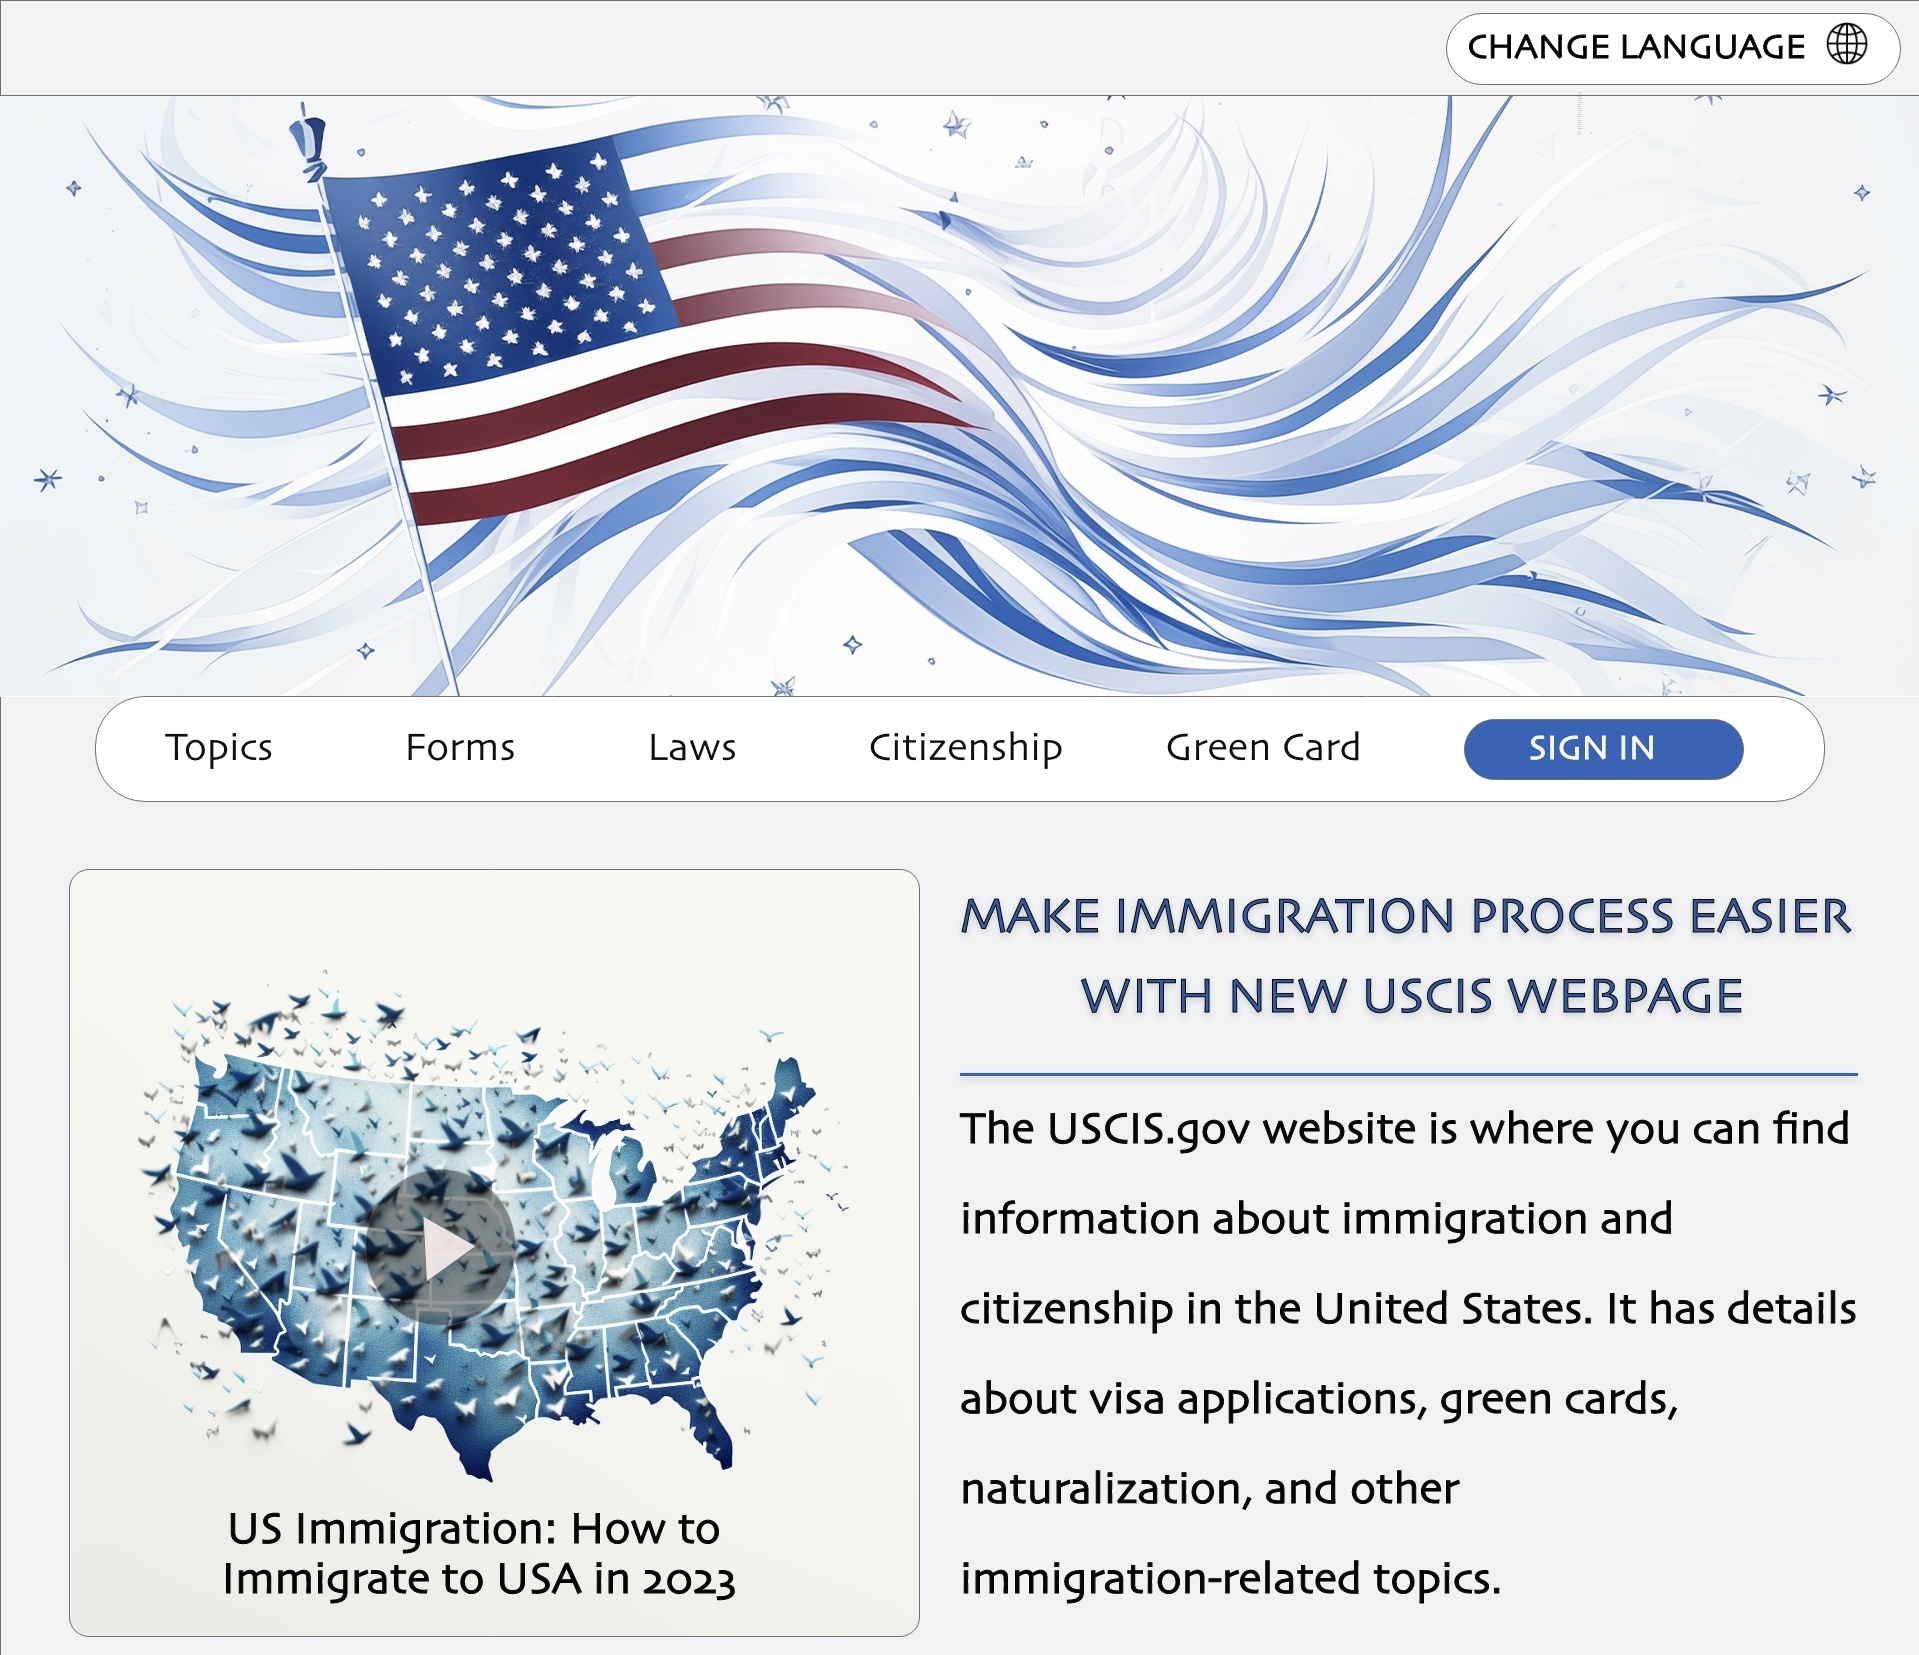 CHANGE LANGUAGE
Topics Forms Laws Citizenship Green Card SIGN IN
US Immigration: How to
Immigrate to USA in 2023
MAKE IMMIGRATION PROCESS EASIER
WITH NEW USCIS WEBPAGE
The USCIS.gov website is where you can find
information about immigration and
citizenship in the United States. It has details
about visa applications, green cards,
naturalization, and other
immigration-related topics.